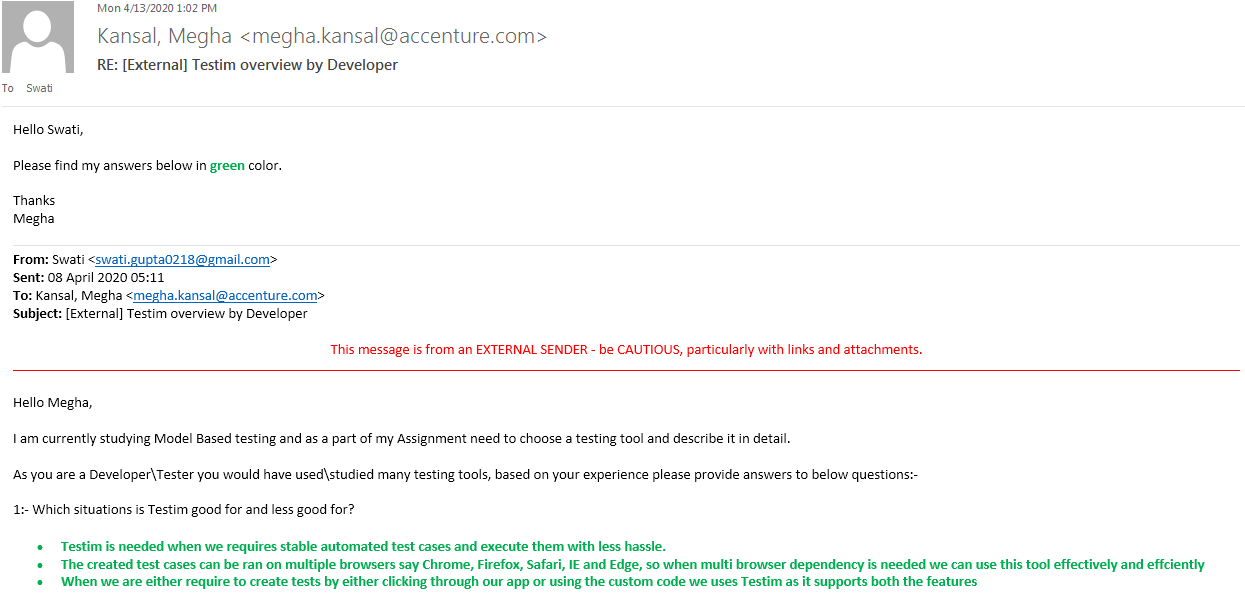 Mon 4/13/2020 1:02 PM
Kansal, Megha <megha.kansal@accenture.com>
RE: [External] Testim overview by Developer
To Swati
Hello Swati,
Please find my answers below in green color.
Thanks
Megha
From: Swati <swati.gupta0218@gmail.com>
Sent: 08 April 2020 05:11
To: Kansal, Megha <megha.kansal@accenture.com>
Subject: [External] Testim overview by Developer
This message is from an EXTERNAL SENDER - be CAUTIOUS, particularly with links and attachments.
Hello Megha,
I am currently studying Model Based testing and as a part of my Assignment need to choose a testing tool and describe it in detail.
As you are a Developer\Tester you would have used\studied many testing tools, based on your experience please provide answers to below questions:-
1:- Which situations is Testim good for and less good for?
• Testim is needed when we requires stable automated test cases and execute them with less hassle.
• The created test cases can be ran on multiple browsers say Chrome, Firefox, Safari, IE and Edge, so when multi browser dependency is needed we can use this tool effectively and effciently
• When we are either require to create tests by either clicking through our app or using the custom code we uses Testim as it supports both the features